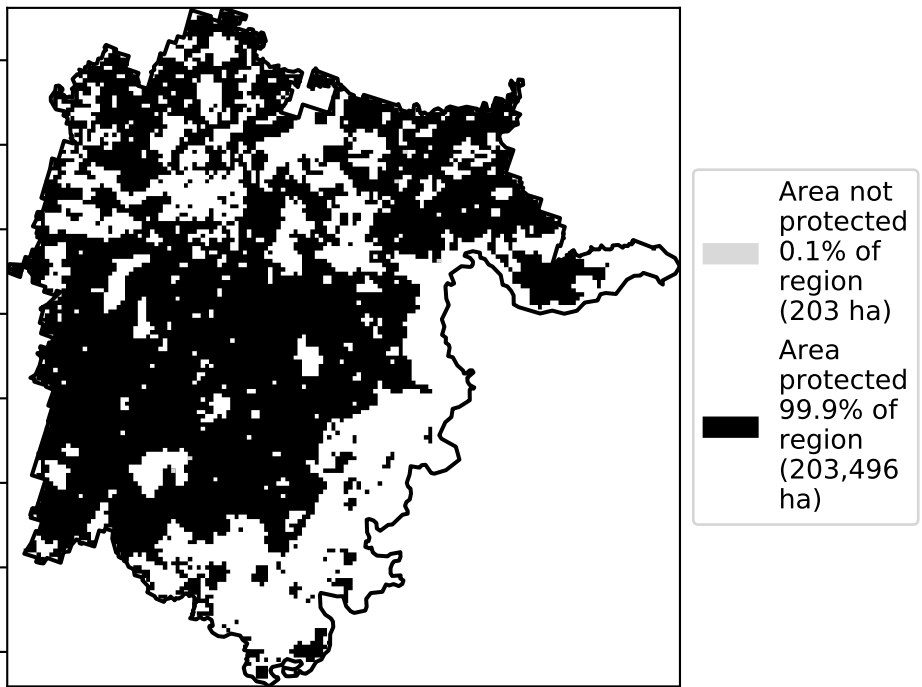 Area not
protected
0.1% of
region
(203 ha)
Area
protected
99.9% of
region
(203,496
ha)